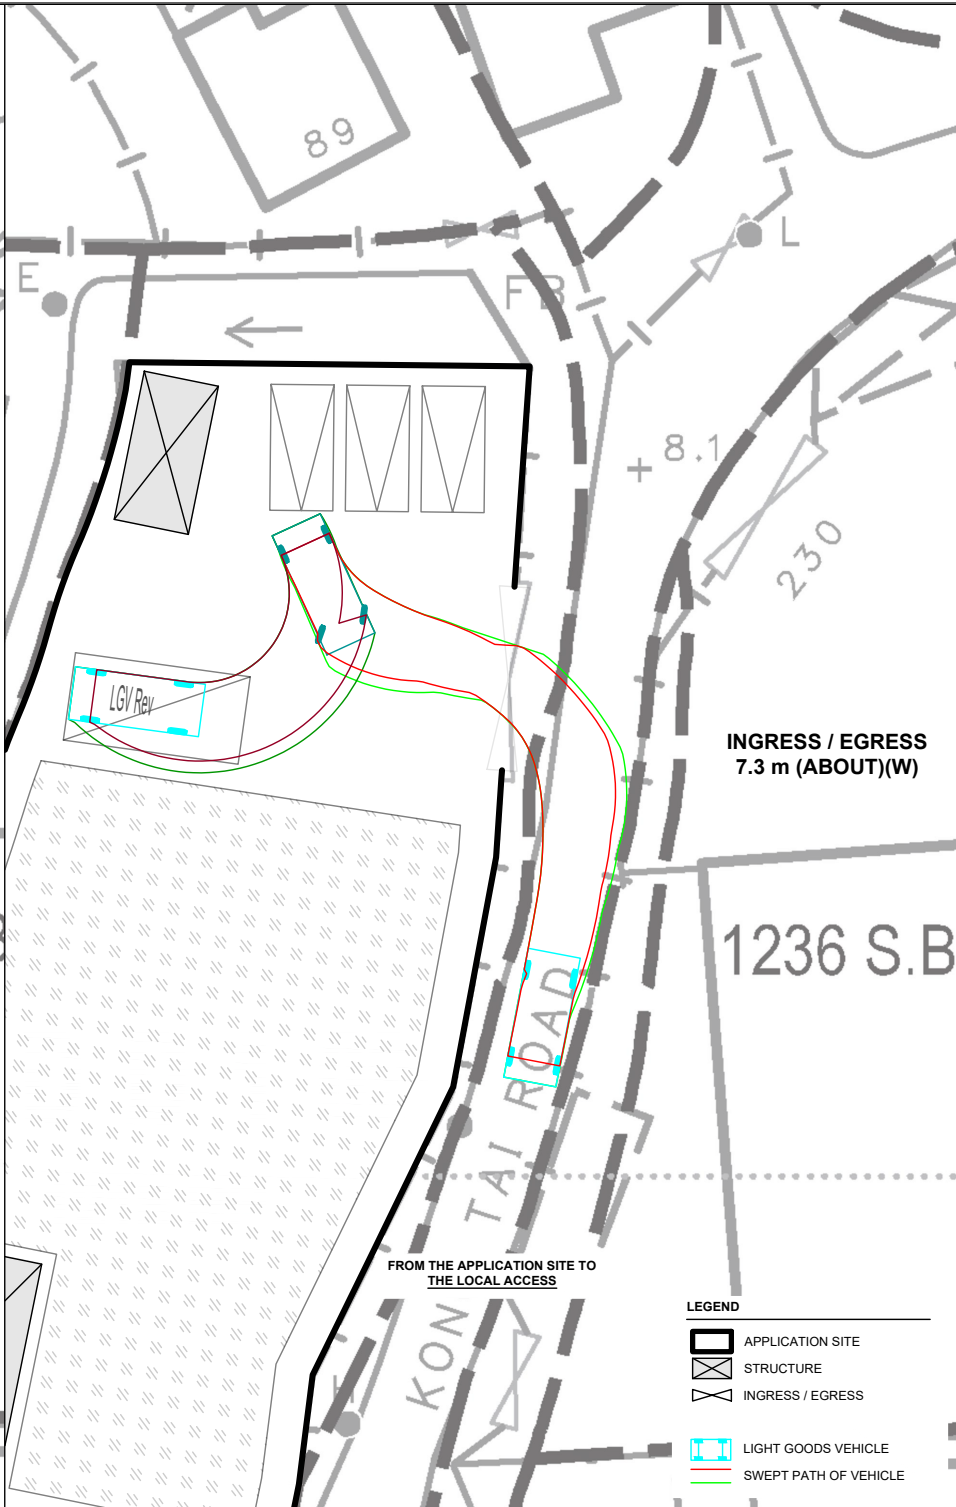 89
E
L
FB
8.1
230
LGV Rev
INGRESS / EGRESS
7.3 m (ABOUT)(W)
1236 S.B
KON TAI ROAD
H
FROM THE APPLICATION SITE TO
THE LOCAL ACCESS
LEGEND
APPLICATION SITE
STRUCTURE
INGRESS / EGRESS
LIGHT GOODS VEHICLE
SWEPT PATH OF VEHICLE